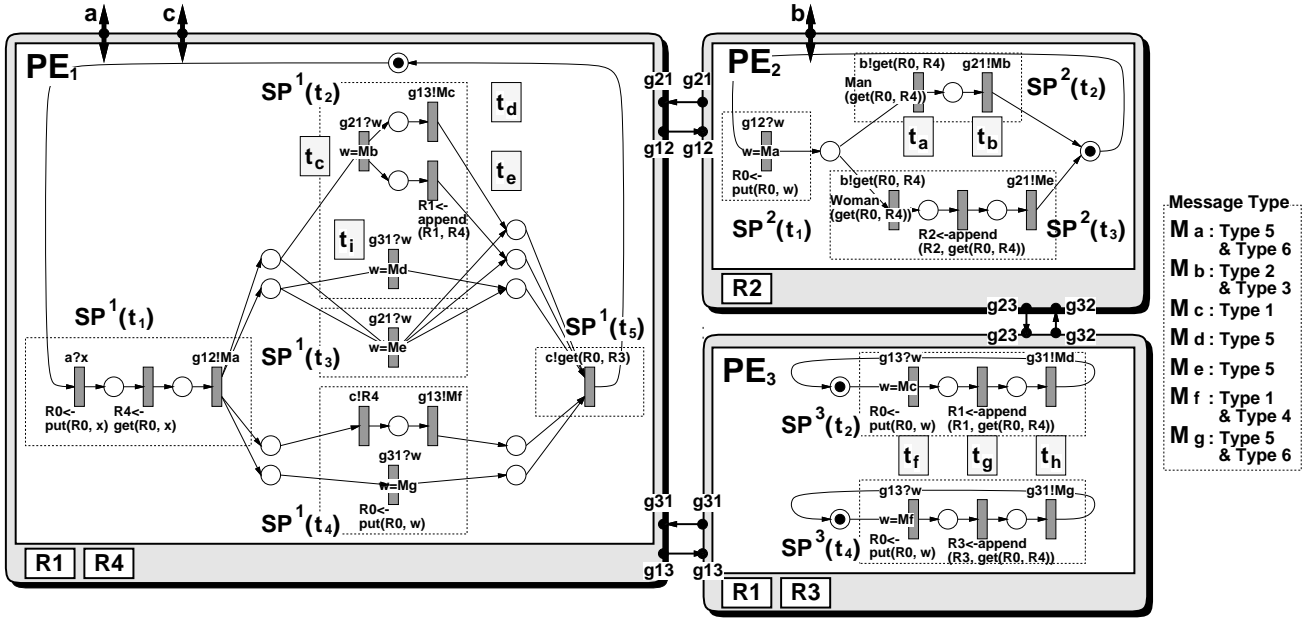 a
c
b
PE1
SP1(t2)
g13!Mc
td
g21?w
w=Mb
tc
te
R1<-
append
(R1, R4)
ti
g31?w
w=Md
SP1(t1)
a?x
g12!Ma
R0<-
put(R0, x)
R4<-
get(R0, x)
SP1(t3)
g21?w
w=Me
SP1(t5)
c!get(R0, R3)
c!R4
g13!Mf
g31?w
w=Mg
SP1(t4)
R0<-
put(R0, w)
R1
R4
g21
g21
g12
g12
g31
g31
g13
g13
PE2
b!get(R0, R4)
g21!Mb
Man
(get(R0, R4))
SP2(t2)
ta
tb
g12?w
w=Ma
R0<-
put(R0, w)
SP2(t1)
b!get(R0, R4)
g21!Me
Woman
(get(R0, R4))
R2<-append
(R2, get(R0, R4))
SP2(t3)
R2
g23
g32
g23
g32
PE3
g13?w
g31!Md
w=Mc
SP3(t2)
R0<-
put(R0, w)
R1<-append
(R1, get(R0, R4))
tf
tg
th
g13?w
g31!Mg
w=Mf
SP3(t4)
R0<-
put(R0, w)
R3<-append
(R3, get(R0, R4))
R1
R3
Message Type
Ma : Type 5
& Type 6
Mb : Type 2
& Type 3
Mc : Type 1
Md : Type 5
Me : Type 5
Mf : Type 1
& Type 4
Mg : Type 5
& Type 6